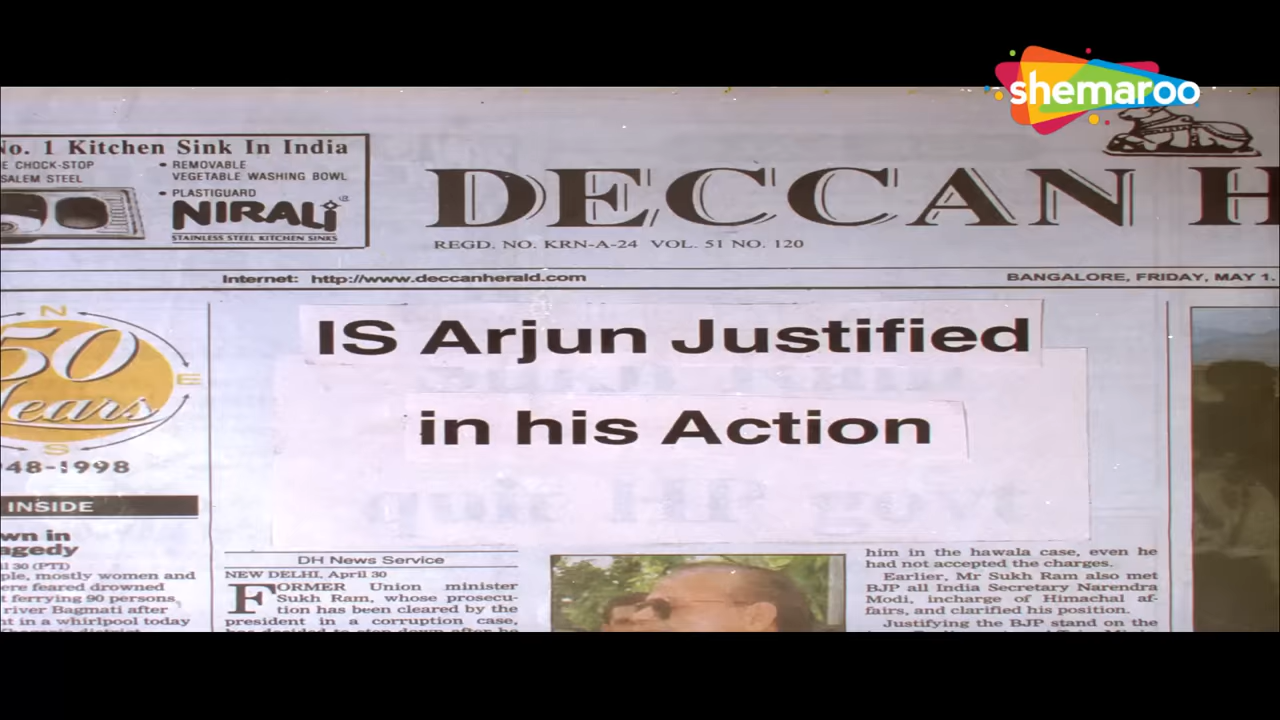 shemaroo
No. 1 Kitchen Sink In India
CHOCK-STOP
SALEM STEEL
• REMOVABLE
VEGETABLE WASHING BOWL
• PLASTIGUARD
NIRALI
STAINLESS STEEL KITCHEN SINKS
DECCAN H
REGD. NO. KRN-A-24 VOL. 51 NO. 120
Internet: http://www.deccanherald.com
BANGALORE, FRIDAY, MAY 1.
N
50
Years
E
S
48-1998
IS Arjun Justified
in his Action
INSIDE
wn in
agedy
il 30 (PTI)
ple, mostly women and
ere feared drowned
t ferrying 90 persons
river Bagmati after
nt in a whirlpool today
DH News Service
NEW DELHI, April 30
FORMER Union minister
Sukh Ram, whose prosecu-
tion has been cleared by the
president in a corruption case,
him in the hawala case, even he
had not accepted the charges.
Earlier, Mr Sukh Ram also met
BJP all India Secretary Narendra
Modi, incharge of Himachal af-
fairs, and clarified his position.
Justifying the BJP stand on the